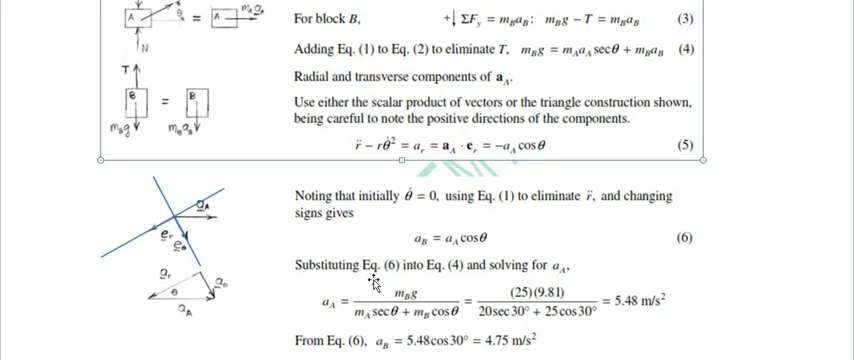 A
θ
=
A
m_A a_A
N
T
B
=
B
m_B g
m_B a_B
For block B, +↓ ΣF_y = m_B a_B: m_B g − T = m_B a_B (3)
Adding Eq. (1) to Eq. (2) to eliminate T, m_B g = m_A a_A sec θ + m_B a_B (4)
Radial and transverse components of a_A.
Use either the scalar product of vectors or the triangle construction shown,
being careful to note the positive directions of the components.
r̈ − rθ̇² = a_r = a_A · e_r = −a_A cos θ (5)
a_A
e_r
e_θ
a_r
a_θ
θ
a_A
Noting that initially θ̇ = 0, using Eq. (1) to eliminate r̈, and changing
signs gives
a_B = a_A cos θ (6)
Substituting Eq. (6) into Eq. (4) and solving for a_A,
a_A = m_B g / (m_A sec θ + m_B cos θ) = (25)(9.81) / (20 sec 30° + 25 cos 30°) = 5.48 m/s²
From Eq. (6), a_B = 5.48 cos 30° = 4.75 m/s²